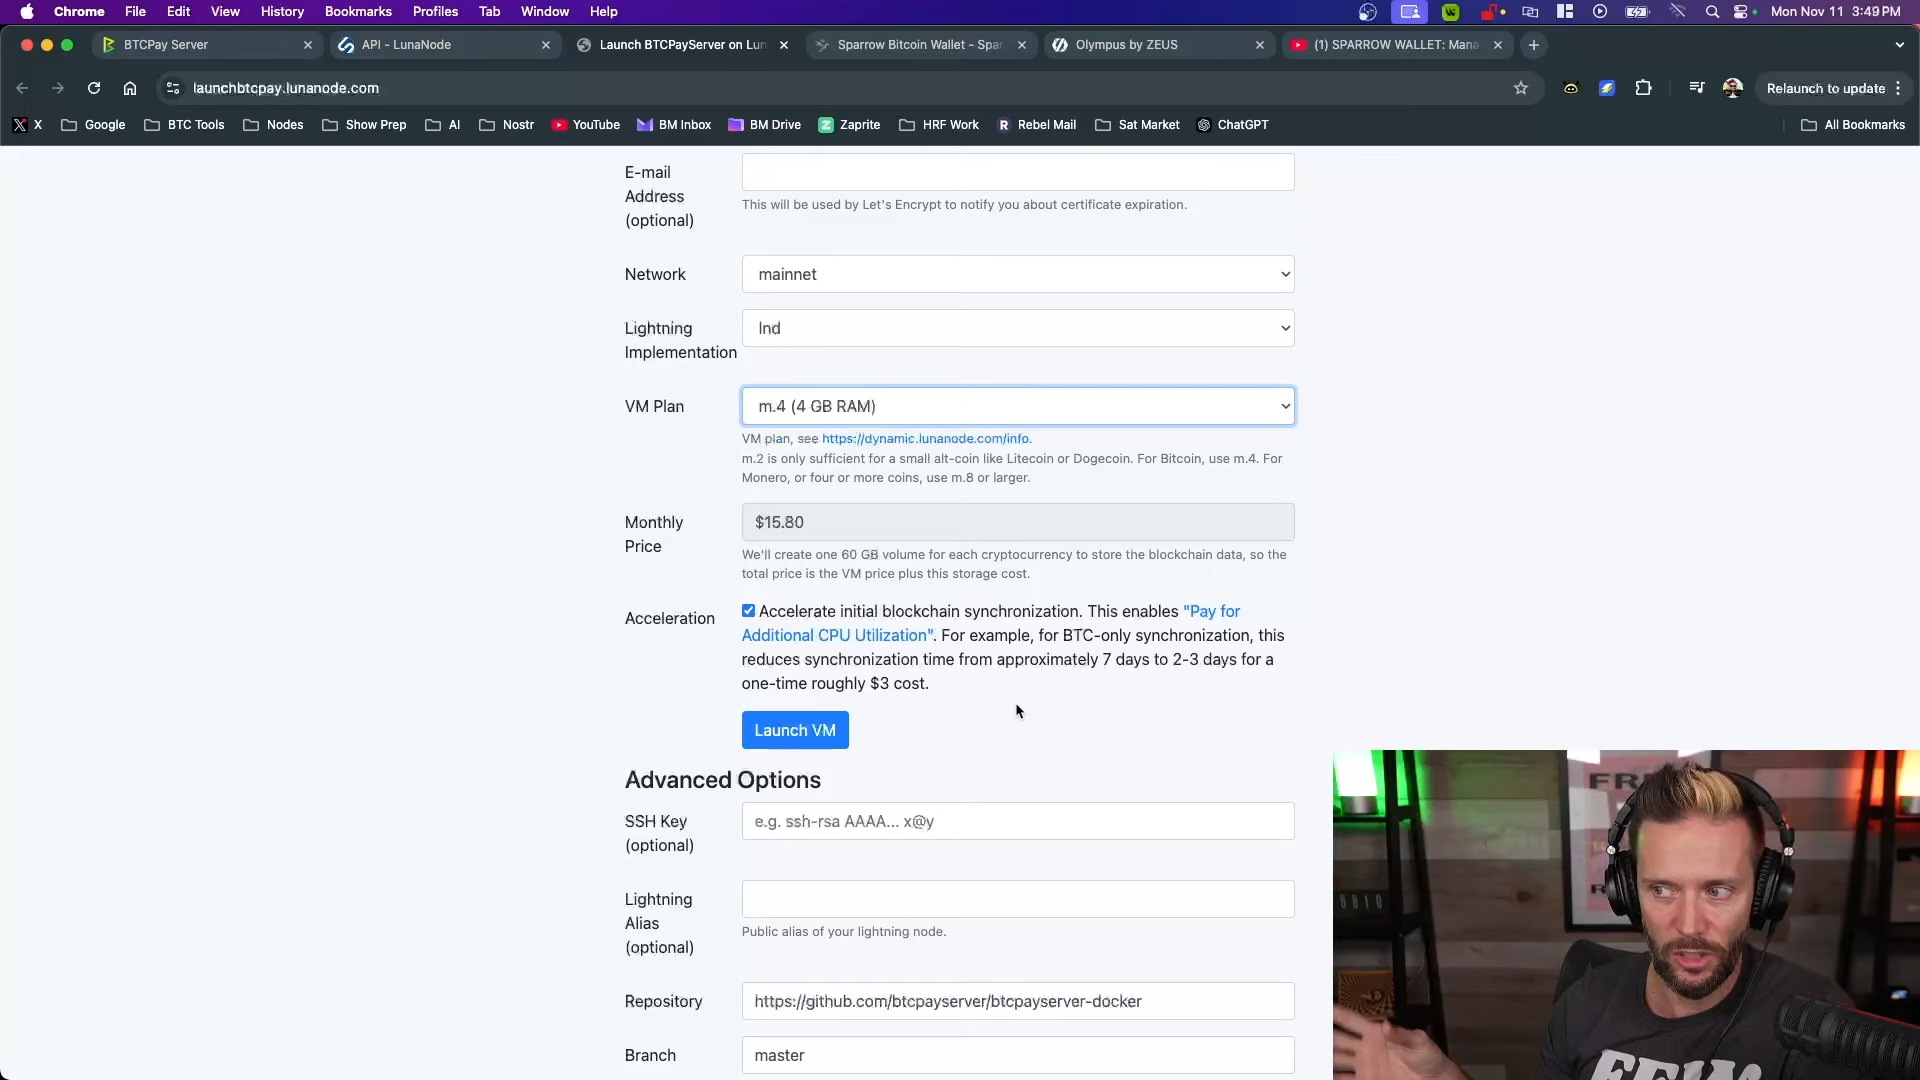 Chrome File Edit View History Bookmarks Profiles Tab Window Help Mon Nov 11 3:49 PM
BTCPay Server API - LunaNode Launch BTCPayServer on Lun Sparrow Bitcoin Wallet - Spar Olympus by ZEUS (1) SPARROW WALLET: Mana
launchbtcpay.lunanode.com Relaunch to update
X Google BTC Tools Nodes Show Prep AI Nostr YouTube BM Inbox BM Drive Zaprite HRF Work Rebel Mail Sat Market ChatGPT All Bookmarks
E-mail
Address
(optional)
This will be used by Let's Encrypt to notify you about certificate expiration.
Network mainnet
Lightning
Implementation
lnd
VM Plan m.4 (4 GB RAM)
VM plan, see https://dynamic.lunanode.com/info.
m.2 is only sufficient for a small alt-coin like Litecoin or Dogecoin. For Bitcoin, use m.4. For
Monero, or four or more coins, use m.8 or larger.
Monthly
Price
$15.80
We'll create one 60 GB volume for each cryptocurrency to store the blockchain data, so the
total price is the VM price plus this storage cost.
Acceleration Accelerate initial blockchain synchronization. This enables "Pay for
Additional CPU Utilization". For example, for BTC-only synchronization, this
reduces synchronization time from approximately 7 days to 2-3 days for a
one-time roughly $3 cost.
Launch VM
Advanced Options
SSH Key
(optional)
e.g. ssh-rsa AAAA... x@y
Lightning
Alias
(optional)
Public alias of your lightning node.
Repository https://github.com/btcpayserver/btcpayserver-docker
Branch master